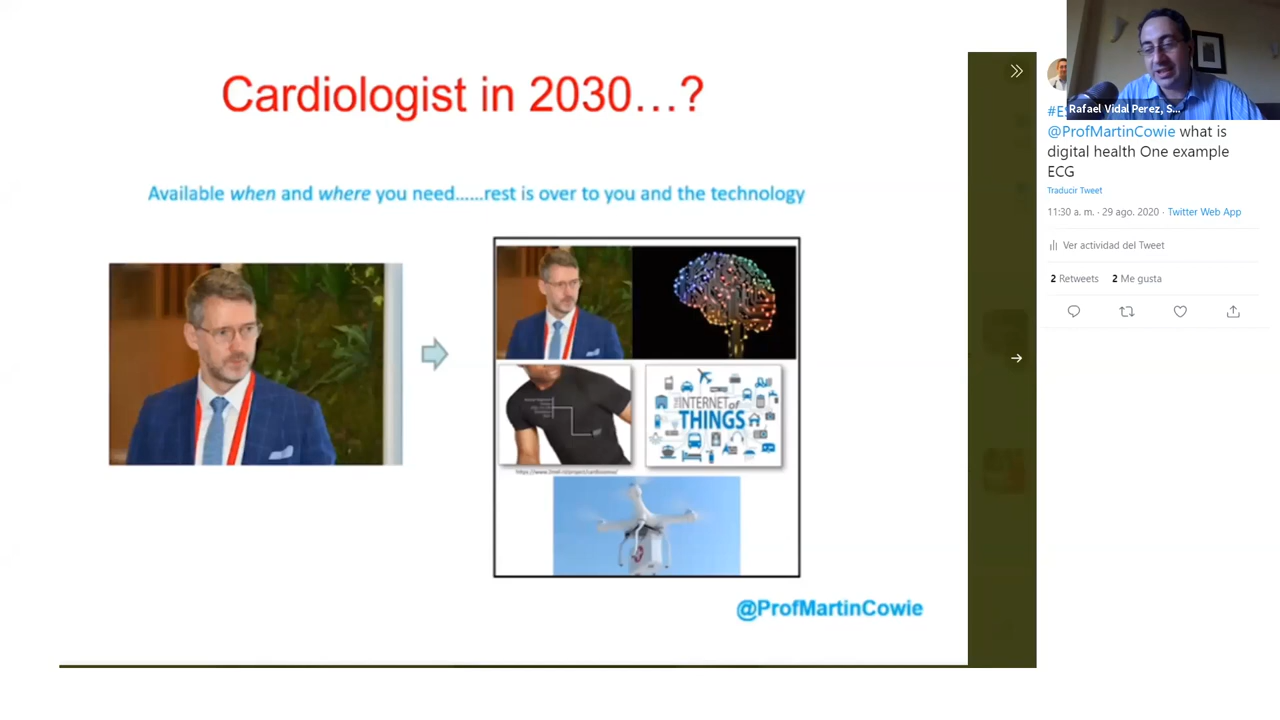 Cardiologist in 2030...?
Available when and where you need......rest is over to you and the technology
INTERNET of
THINGS
@ProfMartinCowie
Rafael Vidal Perez, S...
@ProfMartinCowie what is
digital health One example
ECG
Traducir Tweet
11:30 a. m. · 29 ago. 2020 · Twitter Web App
Ver actividad del Tweet
2 Retweets 2 Me gusta